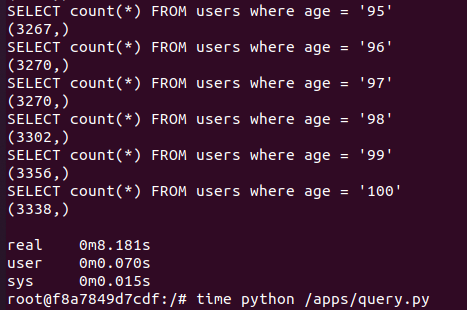 SELECT count(*) FROM users where age = '95'
(3267,)
SELECT count(*) FROM users where age = '96'
(3270,)
SELECT count(*) FROM users where age = '97'
(3270,)
SELECT count(*) FROM users where age = '98'
(3302,)
SELECT count(*) FROM users where age = '99'
(3356,)
SELECT count(*) FROM users where age = '100'
(3338,)
real 0m8.181s
user 0m0.070s
sys 0m0.015s
root@f8a7849d7cdf:/# time python /apps/query.py